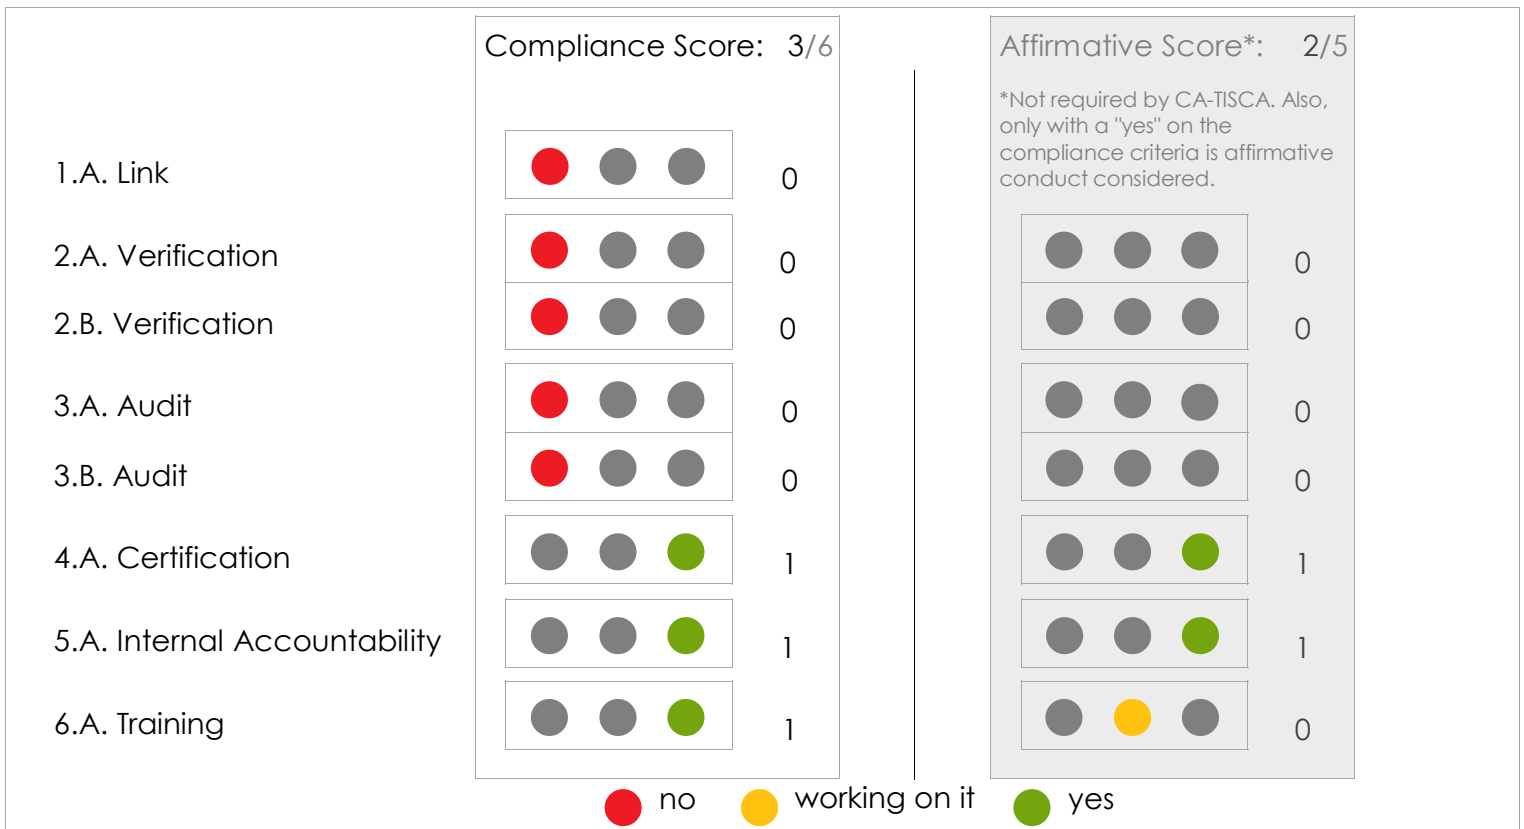 Compliance Score: 3/6
Affirmative Score*: 2/5
*Not required by CA-TISCA. Also,
only with a "yes" on the
compliance criteria is affirmative
conduct considered.
1.A. Link 0
2.A. Verification 0 0
2.B. Verification 0 0
3.A. Audit 0 0
3.B. Audit 0 0
4.A. Certification 1 1
5.A. Internal Accountability 1 1
6.A. Training 1 0
no working on it yes